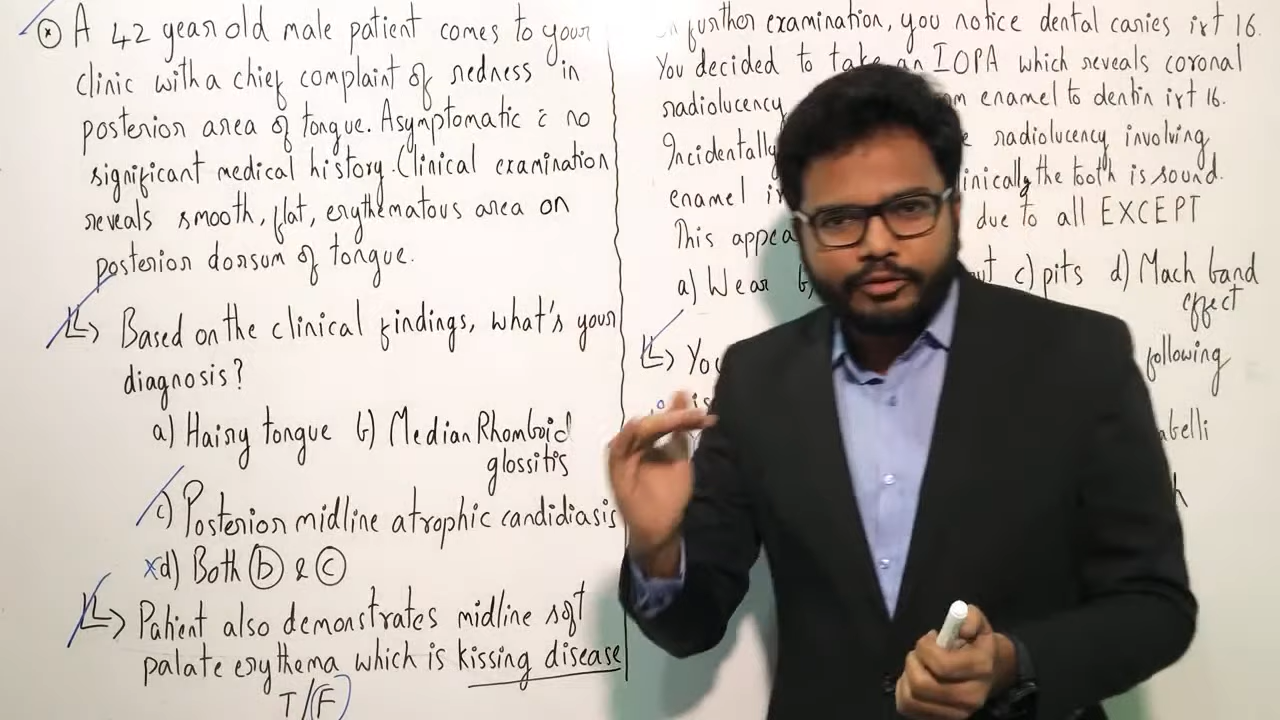 A 42 year old male patient comes to your
clinic with a chief complaint of redness in
posterior area of tongue. Asymptomatic c̄ no
significant medical history. Clinical examination
reveals smooth, flat, erythematous area on
posterior dorsum of tongue.
Based on the clinical findings, what's your
diagnosis?
a) Hairy tongue b) Median Rhomboid
glossitis
c) Posterior midline atrophic candidiasis
d) Both b & c
Patient also demonstrates midline soft
palate erythema which is kissing disease
T/F
further examination, you notice dental caries irt 16.
You decided to take an IOPA which reveals coronal
radiolucency enamel to dentin irt 16.
Incidentally radiolucency involving
enamel clinically the tooth is sound.
This due to all EXCEPT
a) Wear c) pits d) Mach band
effect
following